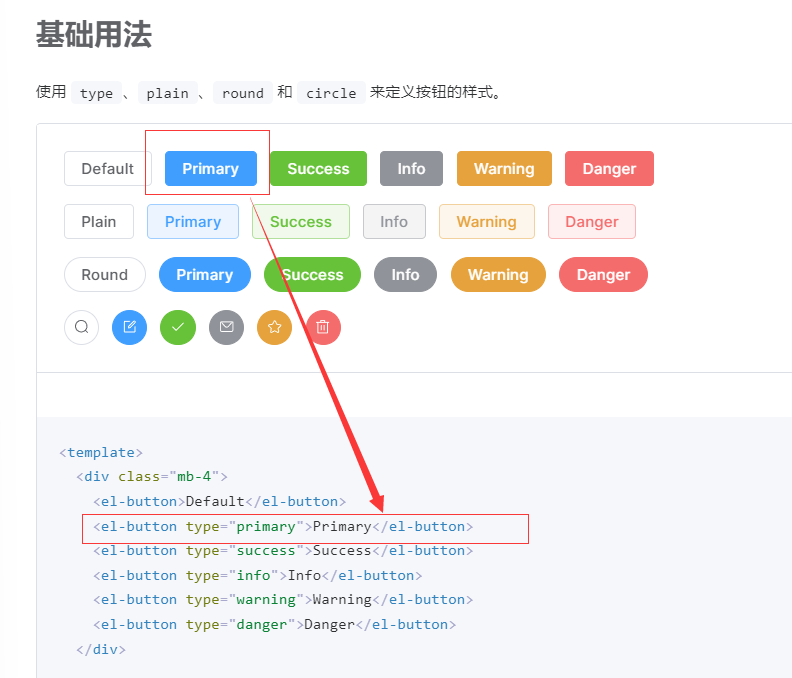 基础用法
使用 type 、 plain 、 round 和 circle 来定义按钮的样式。
Default Primary Success Info Warning Danger
Plain Primary Success Info Warning Danger
Round Primary Success Info Warning Danger
<template>
<div class="mb-4">
<el-button>Default</el-button>
<el-button type="primary">Primary</el-button>
<el-button type="success">Success</el-button>
<el-button type="info">Info</el-button>
<el-button type="warning">Warning</el-button>
<el-button type="danger">Danger</el-button>
</div>